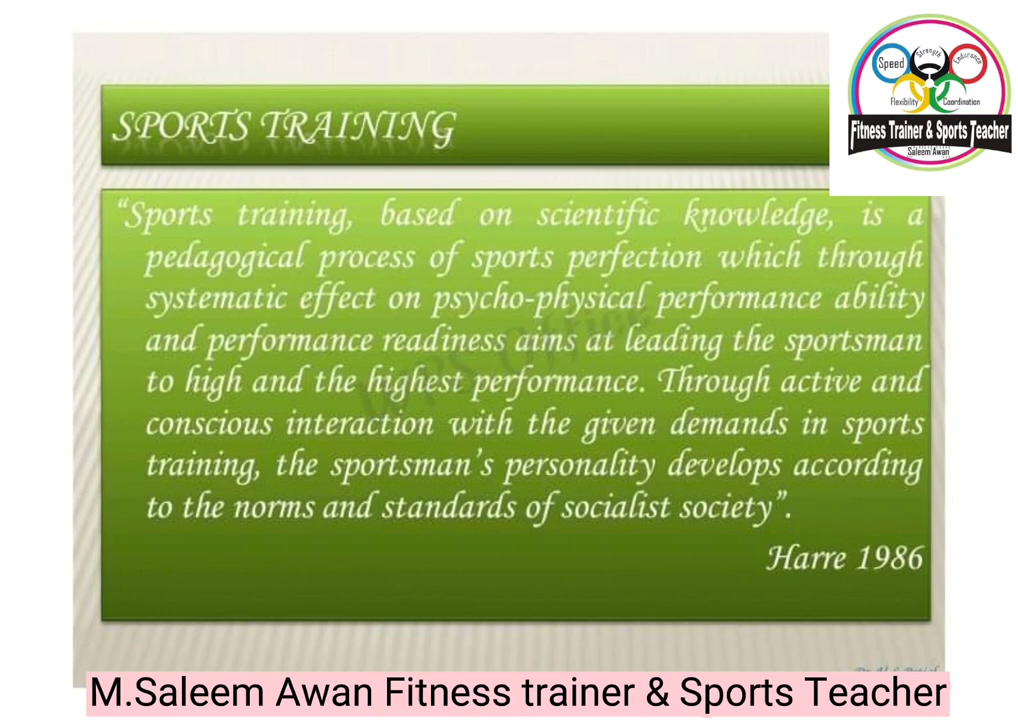 Speed
Strength
Endurance
Flexibility
Coordination
Fitness Trainer & Sports Teacher
Saleem Awan
SPORTS TRAINING
“Sports training, based on scientific knowledge, is a
pedagogical process of sports perfection which through
systematic effect on psycho-physical performance ability
and performance readiness aims at leading the sportsman
to high and the highest performance. Through active and
conscious interaction with the given demands in sports
training, the sportsman’s personality develops according
to the norms and standards of socialist society”.
Harre 1986
WPS Office
M.Saleem Awan Fitness trainer & Sports Teacher